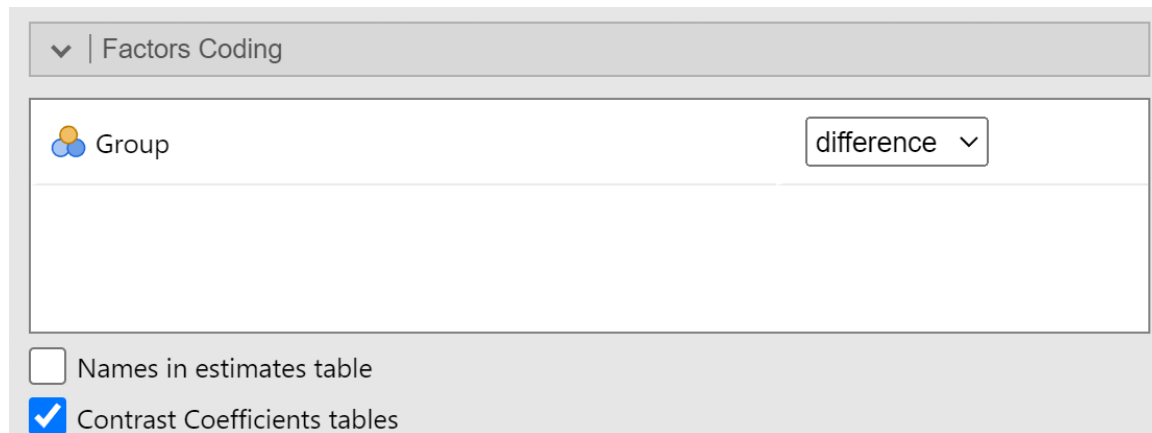 Factors Coding
Group difference
Names in estimates table
Contrast Coefficients tables